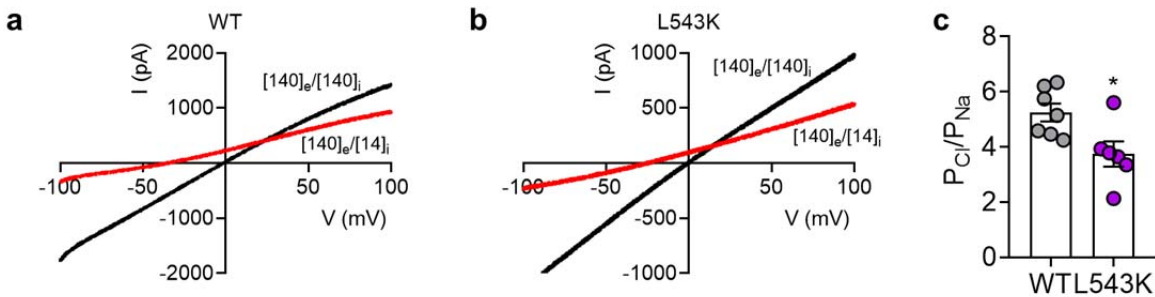 a
WT
I (pA)
2000
1000
-1000
-2000
-100
-50
50
100
V (mV)
[140]e/[140]i
[140]e/[14]i
b
L543K
I (pA)
1000
500
-500
-1000
-100
-50
50
100
V (mV)
[140]e/[140]i
[140]e/[14]i
c
PCl/PNa
8
6
4
2
0
*
WT L543K